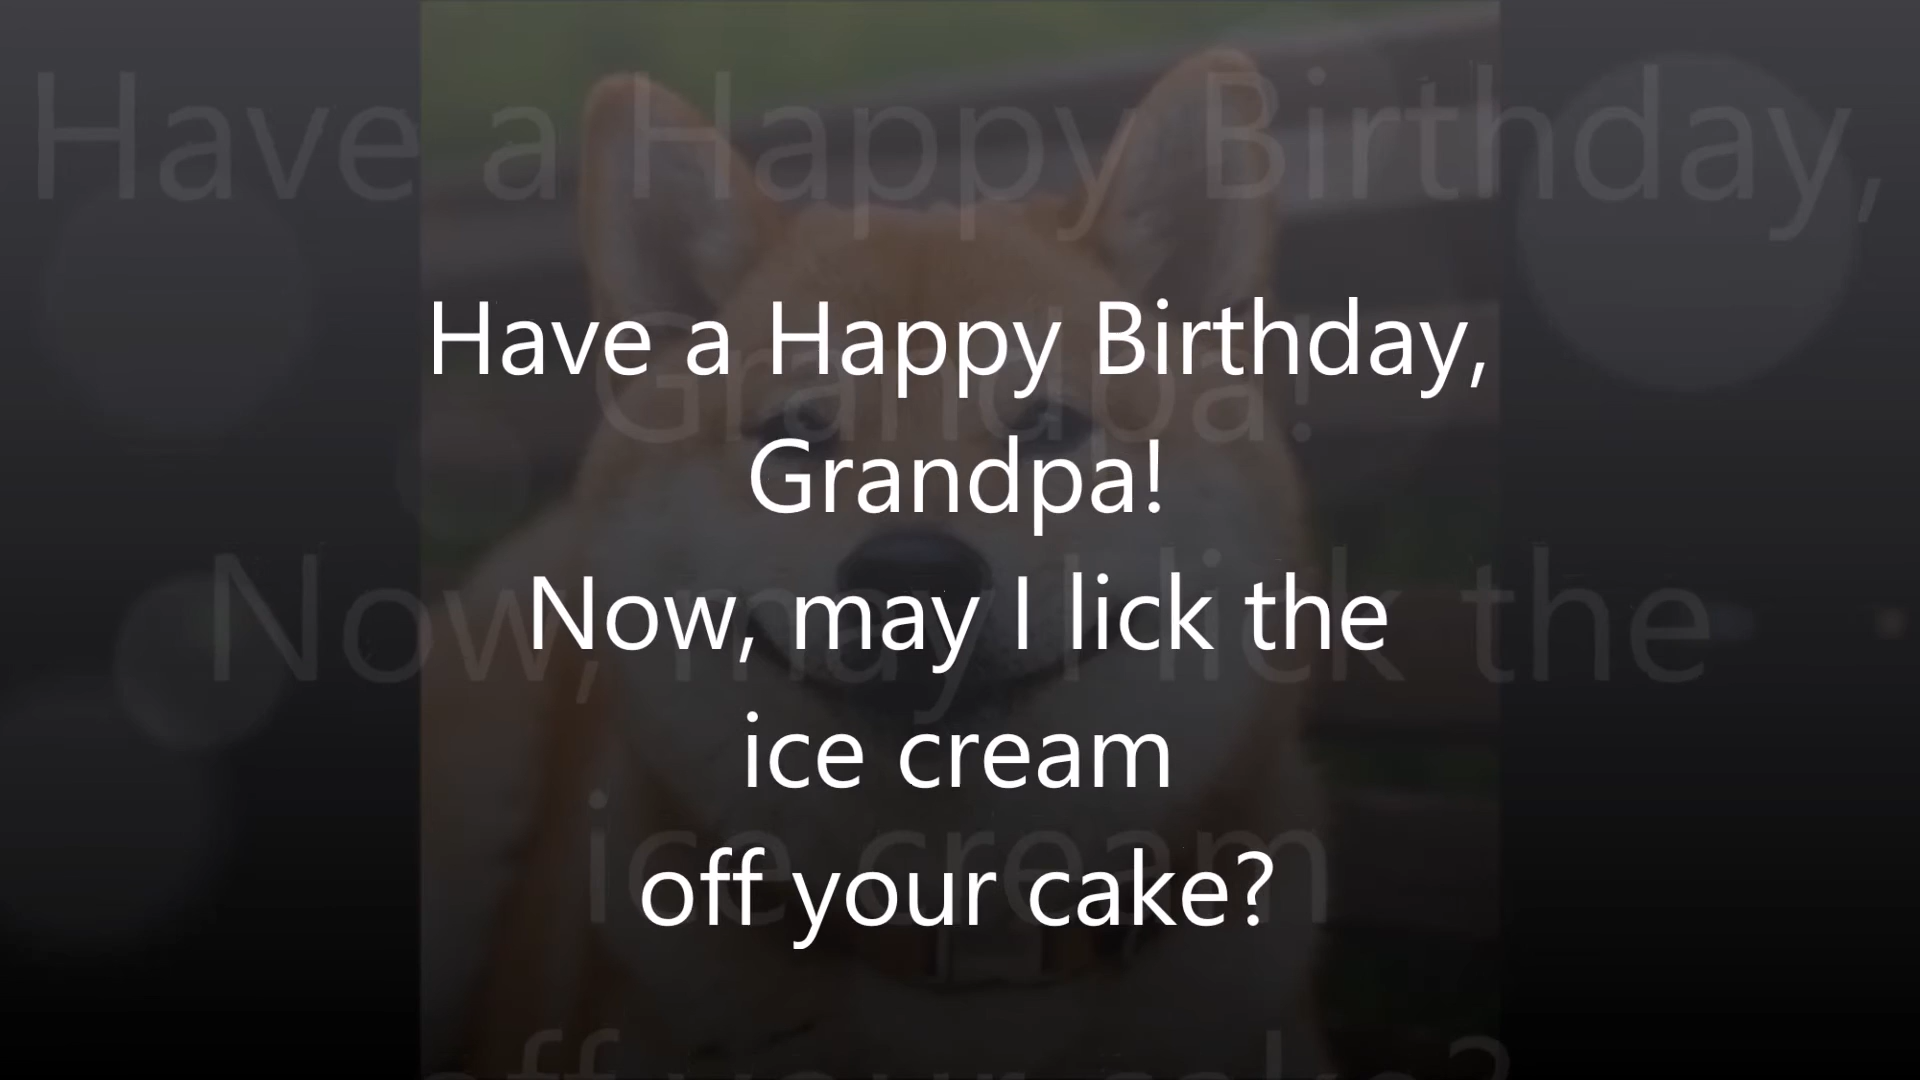 Have a Happy Birthday,
Grandpa!
Now, may I lick the
ice cream
off your cake?